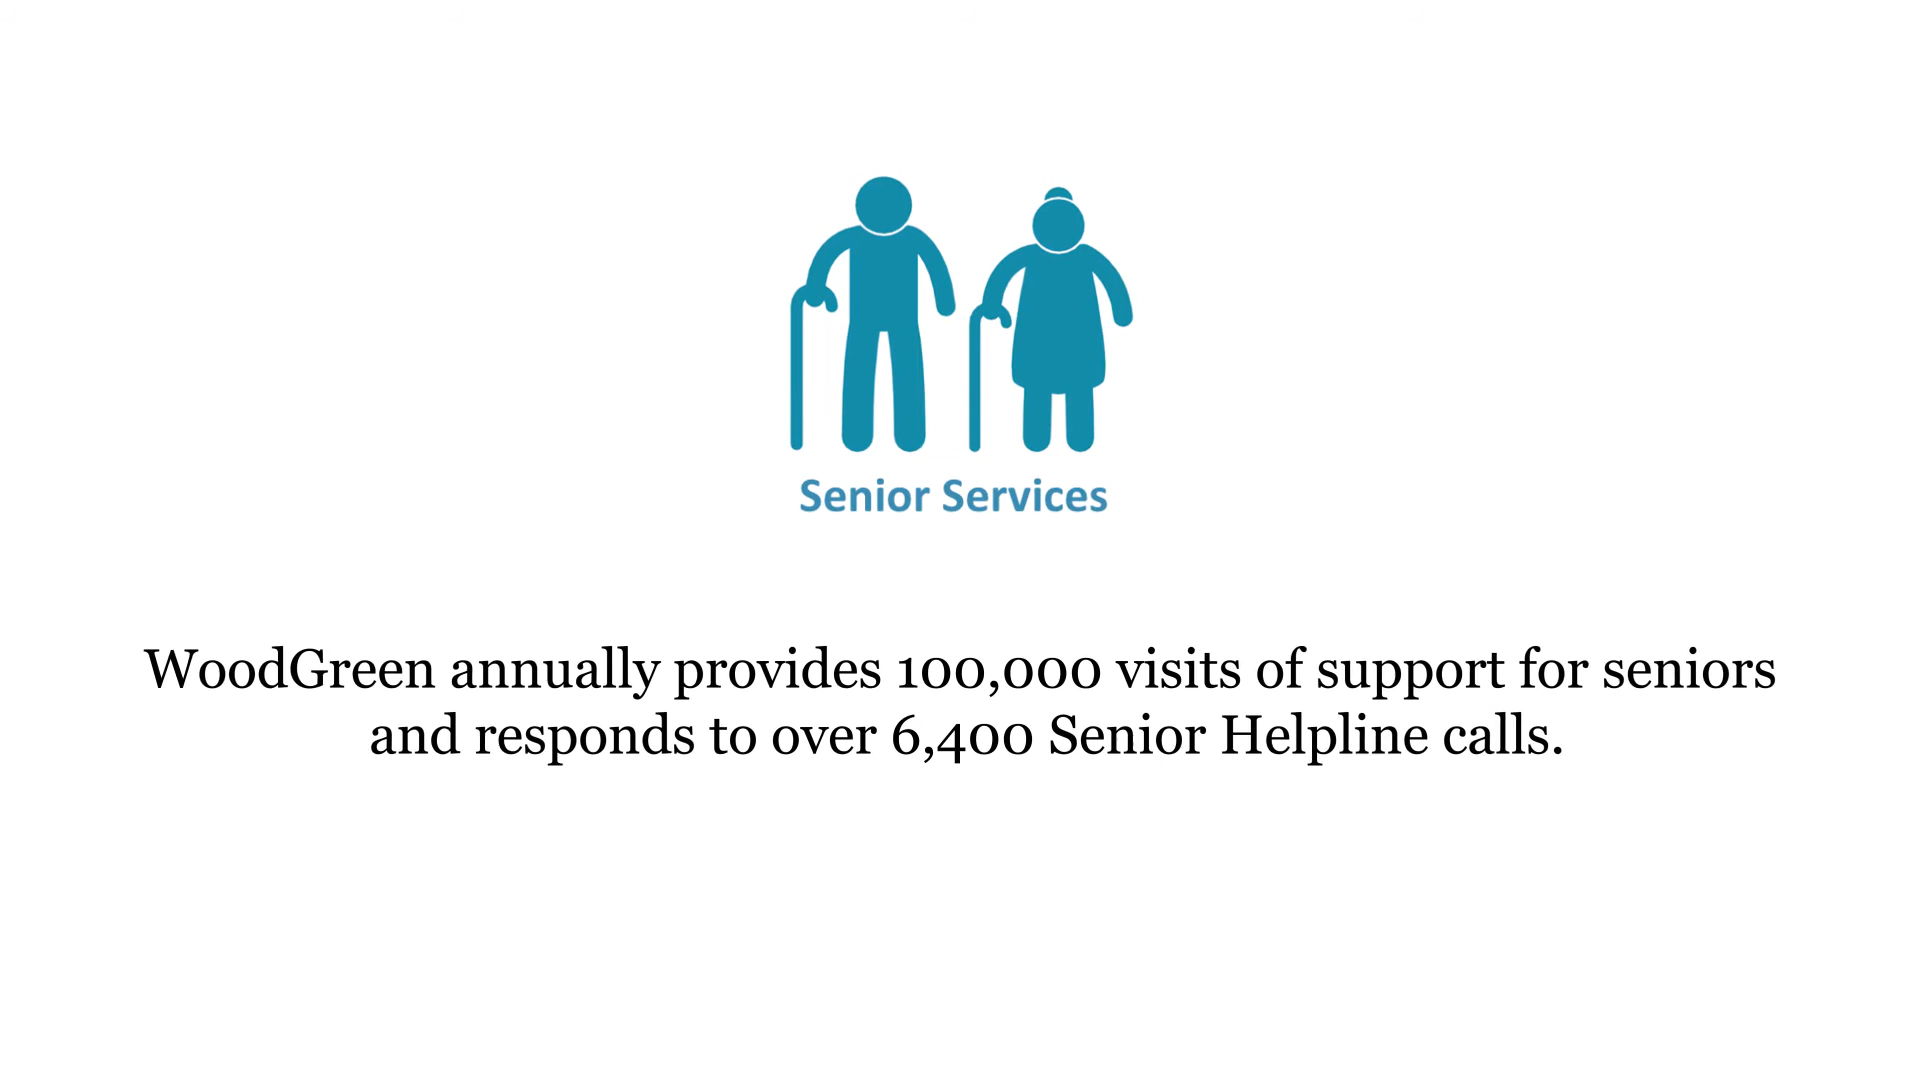 Senior Services
WoodGreen annually provides 100,000 visits of support for seniors
and responds to over 6,400 Senior Helpline calls.